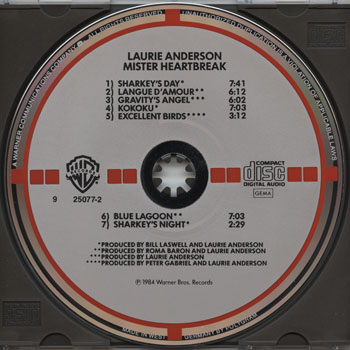 ALL RIGHTS RESERVED
UNAUTHORIZED DUPLICATION IS A VIOLATION OF APPLICABLE LAWS
A WARNER COMMUNICATIONS COMPANY
LAURIE ANDERSON
MISTER HEARTBREAK
1) SHARKEY'S DAY* 7:41
2) LANGUE D'AMOUR** 6:12
3) GRAVITY'S ANGEL*** 6:02
4) KOKOKU* 7:03
5) EXCELLENT BIRDS**** 3:12
COMPACT
disc
DIGITAL AUDIO
GEMA
9 25077-2
6) BLUE LAGOON** 7:03
7) SHARKEY'S NIGHT* 2:29
*PRODUCED BY BILL LASWELL AND LAURIE ANDERSON
**PRODUCED BY ROMA BARON AND LAURIE ANDERSON
***PRODUCED BY LAURIE ANDERSON
****PRODUCED BY PETER GABRIEL AND LAURIE ANDERSON
℗ 1984 Warner Bros. Records
MADE IN WEST GERMANY BY POLYGRAM